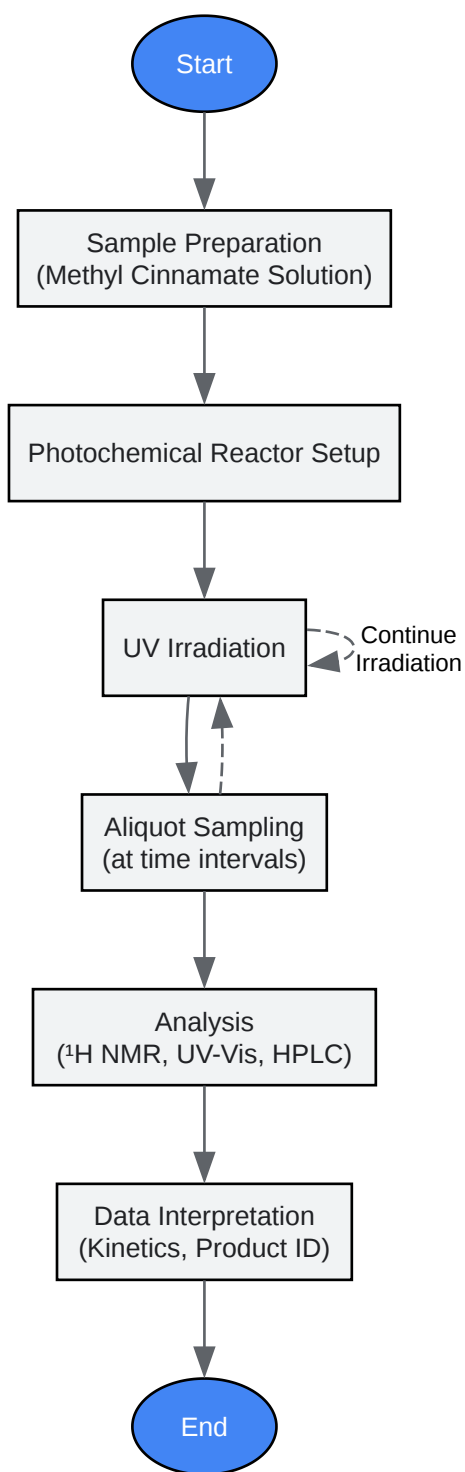 Start
Sample Preparation
(Methyl Cinnamate Solution)
Photochemical Reactor Setup
UV Irradiation
Continue
Irradiation
Aliquot Sampling
(at time intervals)
Analysis
(¹H NMR, UV-Vis, HPLC)
Data Interpretation
(Kinetics, Product ID)
End